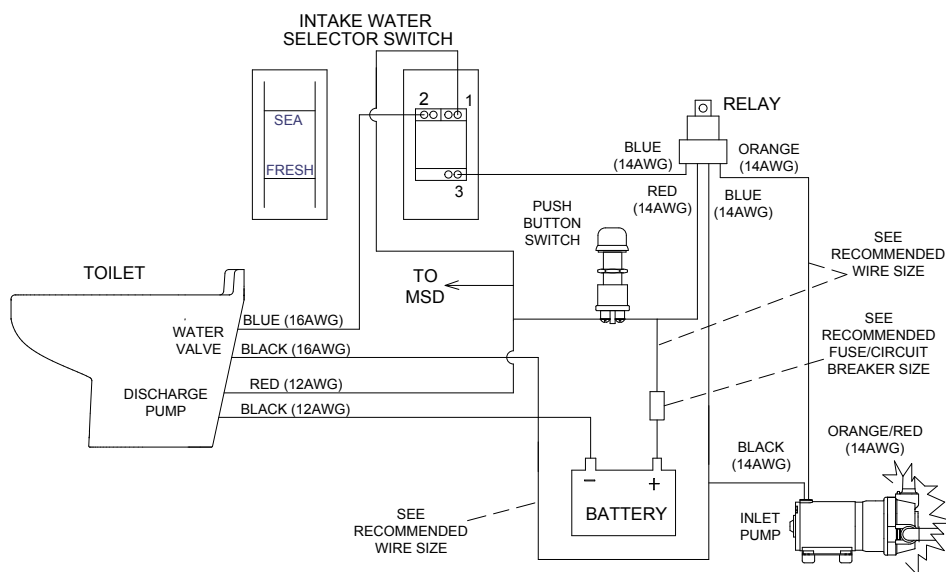 INTAKE WATER
SELECTOR SWITCH
SEA
FRESH
2
1
3
RELAY
BLUE
(14AWG)
ORANGE
(14AWG)
RED
(14AWG)
BLUE
(14AWG)
PUSH
BUTTON
SWITCH
SEE
RECOMMENDED
WIRE SIZE
TO
MSD
TOILET
WATER
VALVE
BLUE (16AWG)
BLACK (16AWG)
RED (12AWG)
DISCHARGE
PUMP
BLACK (12AWG)
SEE
RECOMMENDED
FUSE/CIRCUIT
BREAKER SIZE
BLACK
(14AWG)
ORANGE/RED
(14AWG)
–
+
BATTERY
SEE
RECOMMENDED
WIRE SIZE
INLET
PUMP